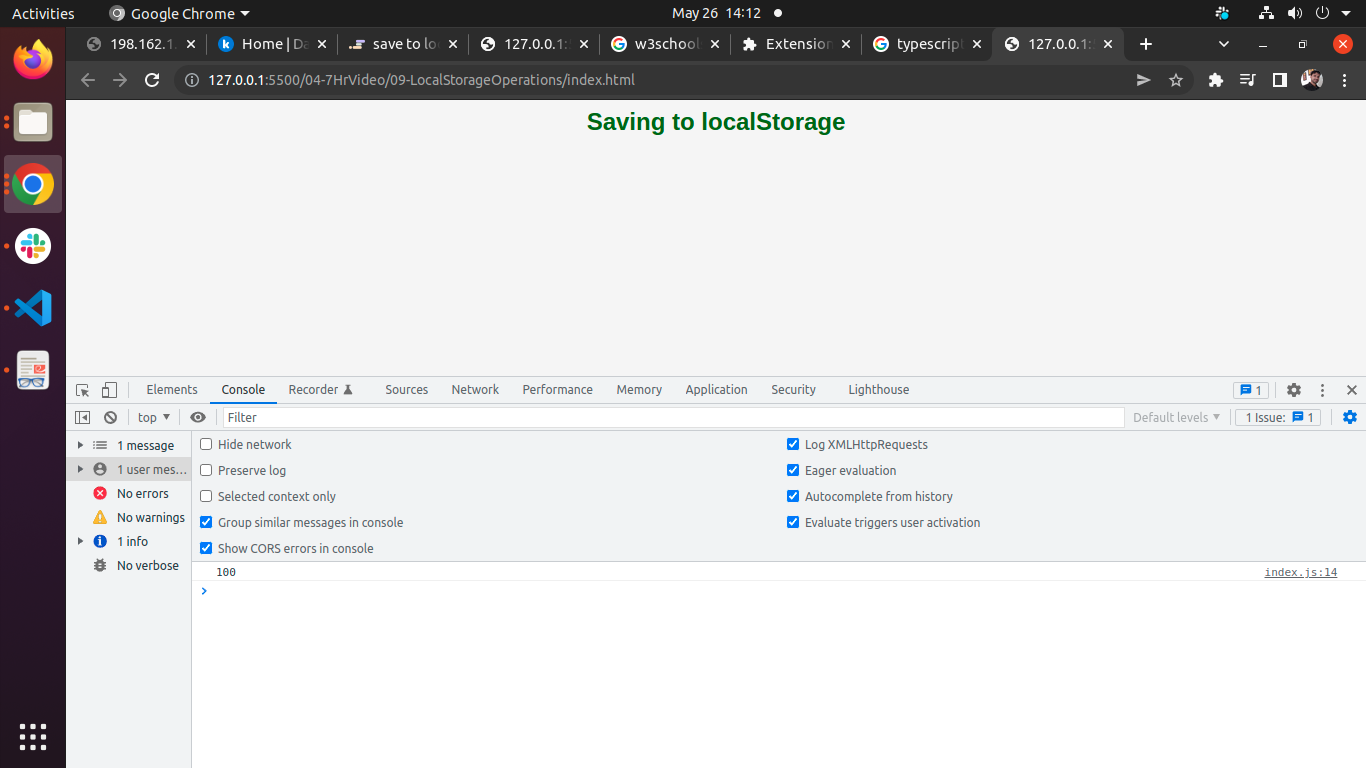 Activities
Google Chrome
May 26 14:12
198.162.1.
Home | Da
save to lo
127.0.0.1:
w3school
Extension
typescript
127.0.0.1:
127.0.0.1:5500/04-7HrVideo/09-LocalStorageOperations/index.html
Saving to localStorage
Elements
Console
Recorder
Sources
Network
Performance
Memory
Application
Security
Lighthouse
1
top
Filter
Default levels
1 Issue:
1
1 message
1 user mes...
No errors
No warnings
1 info
No verbose
Hide network
Log XMLHttpRequests
Preserve log
Eager evaluation
Selected context only
Autocomplete from history
Group similar messages in console
Evaluate triggers user activation
Show CORS errors in console
100
index.js:14